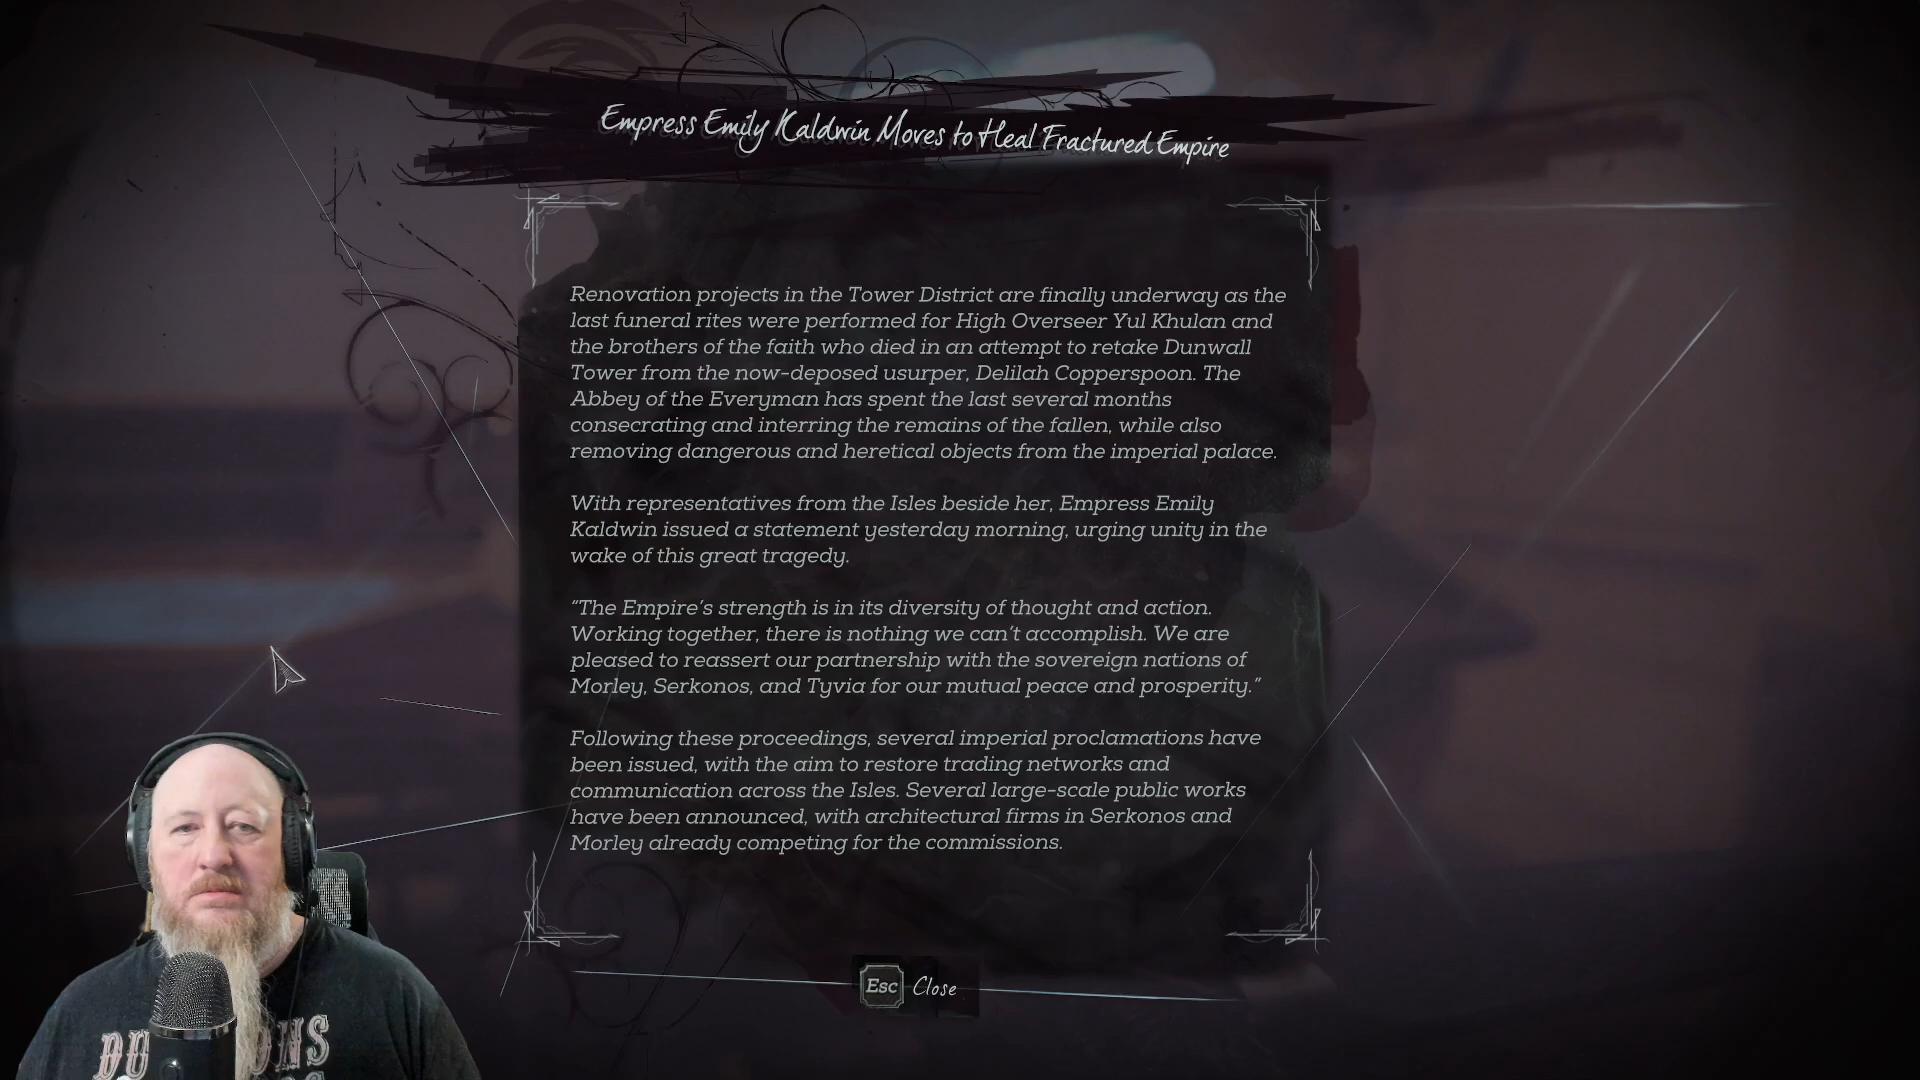 Empress Emily Kaldwin Moves to Heal Fractured Empire
Renovation projects in the Tower District are finally underway as the
last funeral rites were performed for High Overseer Yul Khulan and
the brothers of the faith who died in an attempt to retake Dunwall
Tower from the now-deposed usurper, Delilah Copperspoon. The
Abbey of the Everyman has spent the last several months
consecrating and interring the remains of the fallen, while also
removing dangerous and heretical objects from the imperial palace.
With representatives from the Isles beside her, Empress Emily
Kaldwin issued a statement yesterday morning, urging unity in the
wake of this great tragedy.
“The Empire’s strength is in its diversity of thought and action.
Working together, there is nothing we can’t accomplish. We are
pleased to reassert our partnership with the sovereign nations of
Morley, Serkonos, and Tyvia for our mutual peace and prosperity.”
Following these proceedings, several imperial proclamations have
been issued, with the aim to restore trading networks and
communication across the Isles. Several large-scale public works
have been announced, with architectural firms in Serkonos and
Morley already competing for the commissions.
Esc Close